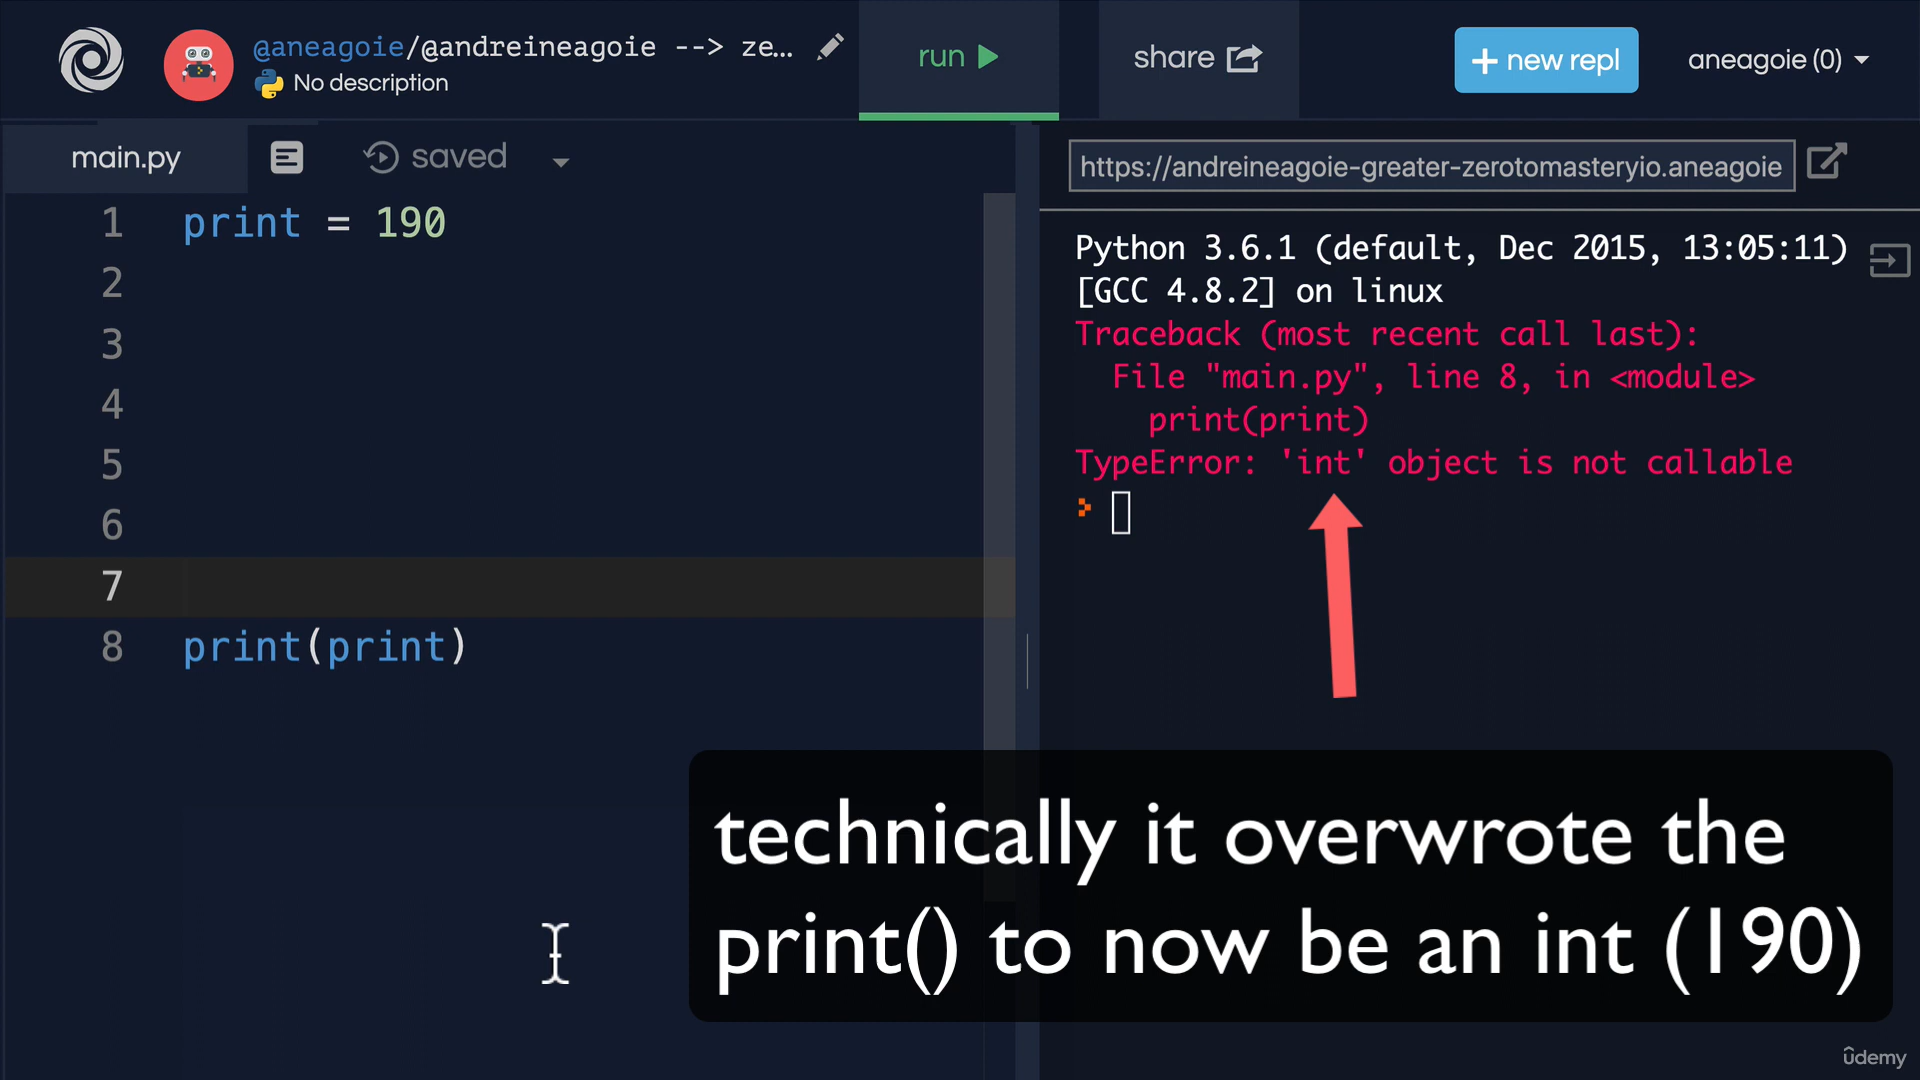 @aneagoie/@andreineagoie --> ze...
No description
run
share
+ new repl
aneagoie (0)
main.py
saved
https://andreineagoie-greater-zerotomasteryio.aneagoie
1 print = 190
2
3
4
5
6
7
8 print(print)
Python 3.6.1 (default, Dec 2015, 13:05:11)
[GCC 4.8.2] on linux
Traceback (most recent call last):
File "main.py", line 8, in <module>
print(print)
TypeError: 'int' object is not callable
technically it overwrote the
print() to now be an int (190)
ûdemy